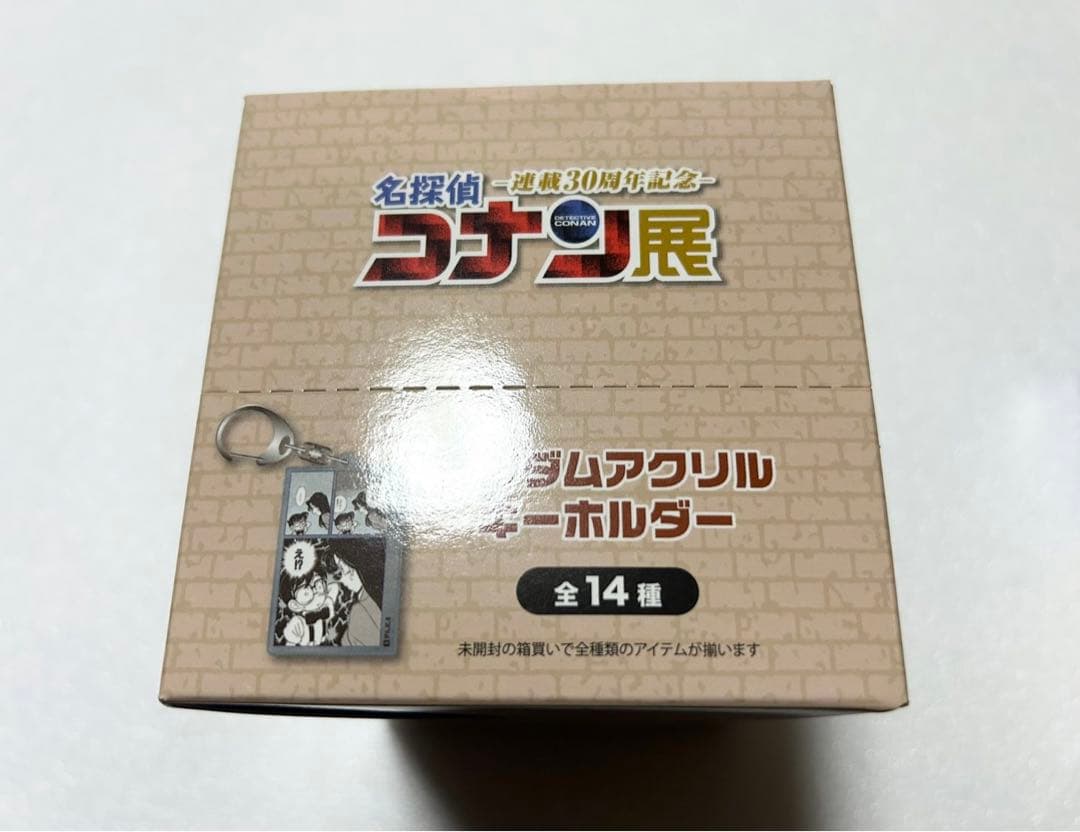 －連載30周年記念－
名探偵
コナン展
DETECTIVE
CONAN
ダムアクリル
キーホルダー
え!?
全14種
未開封の箱買いで全種類のアイテムが揃います